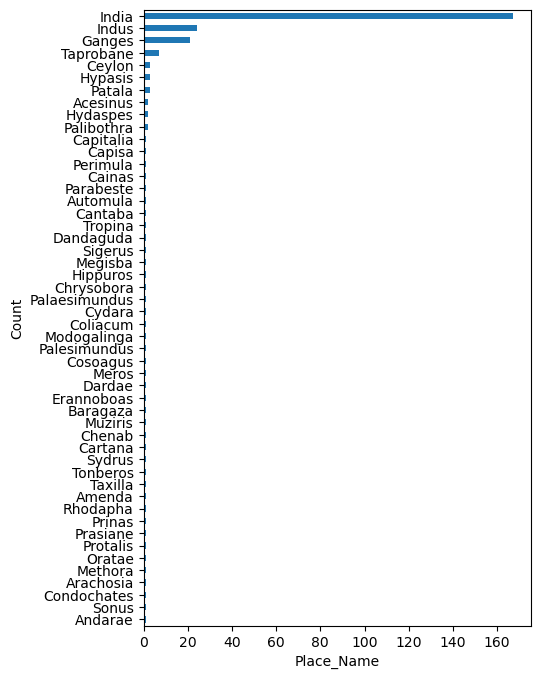 India
Indus
Ganges
Taprobane
Ceylon
Hypasis
Patala
Acesinus
Hydaspes
Palibothra
Capitalia
Capisa
Perimula
Cainas
Parabeste
Automula
Cantaba
Tropina
Dandaguda
Sigerus
Megisba
Hippuros
Chrysobora
Palaesimundus
Cydara
Coliacum
Modogalinga
Palesimundus
Cosoagus
Meros
Dardae
Erannoboas
Baragaza
Muziris
Chenab
Cartana
Sydrus
Tonberos
Taxilla
Amenda
Rhodapha
Prinas
Prasiane
Protalis
Oratae
Methora
Arachosia
Condochates
Sonus
Andarae
Count
0 20 40 60 80 100 120 140 160
Place_Name